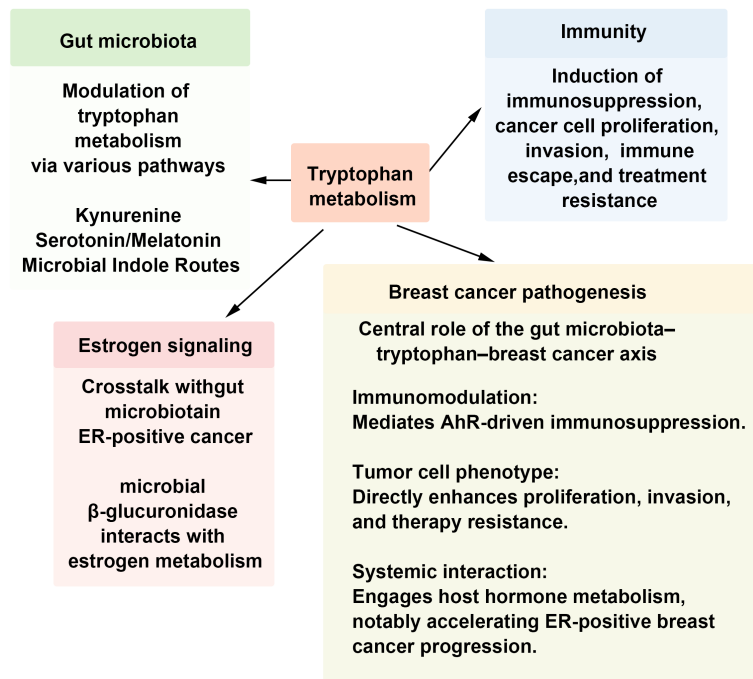 Gut microbiota
Modulation of
tryptophan
metabolism
via various pathways
Kynurenine
Serotonin/Melatonin
Microbial Indole Routes
Tryptophan
metabolism
Immunity
Induction of
immunosuppression,
cancer cell proliferation,
invasion, immune
escape,and treatment
resistance
Estrogen signaling
Crosstalk withgut
microbiotain
ER-positive cancer
microbial
β-glucuronidase
interacts with
estrogen metabolism
Breast cancer pathogenesis
Central role of the gut microbiota–
tryptophan–breast cancer axis
Immunomodulation:
Mediates AhR-driven immunosuppression.
Tumor cell phenotype:
Directly enhances proliferation, invasion,
and therapy resistance.
Systemic interaction:
Engages host hormone metabolism,
notably accelerating ER-positive breast
cancer progression.